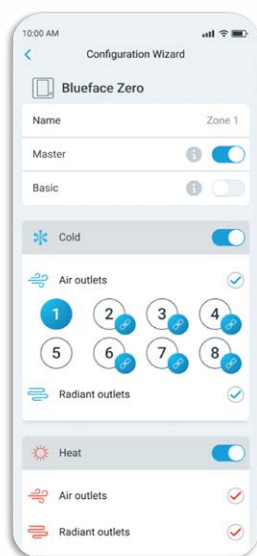 10:00 AM
Configuration Wizard
Blueface Zero
Name Zone 1
Master i
Basic i
Cold
Air outlets
1 2 3 4
5 6 7 8
Radiant outlets
Heat
Air outlets
Radiant outlets